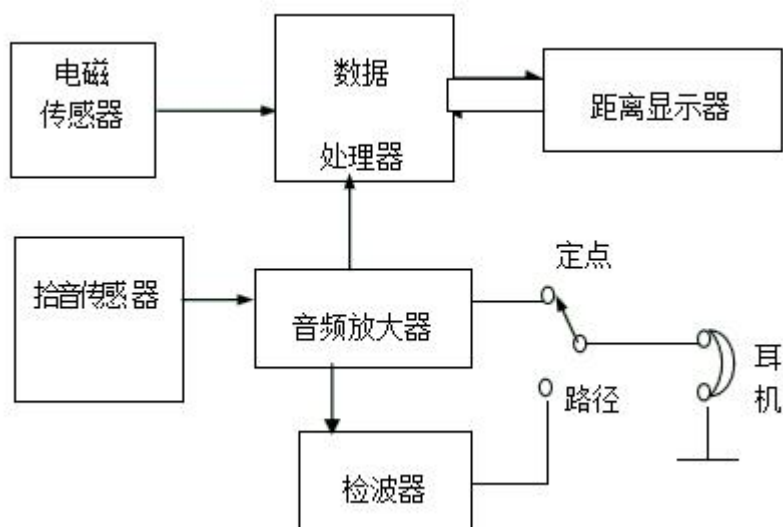 电磁
传感器
数据
处理器
距离显示器
拾音传感器
音频放大器
定点
路径
耳
机
检波器